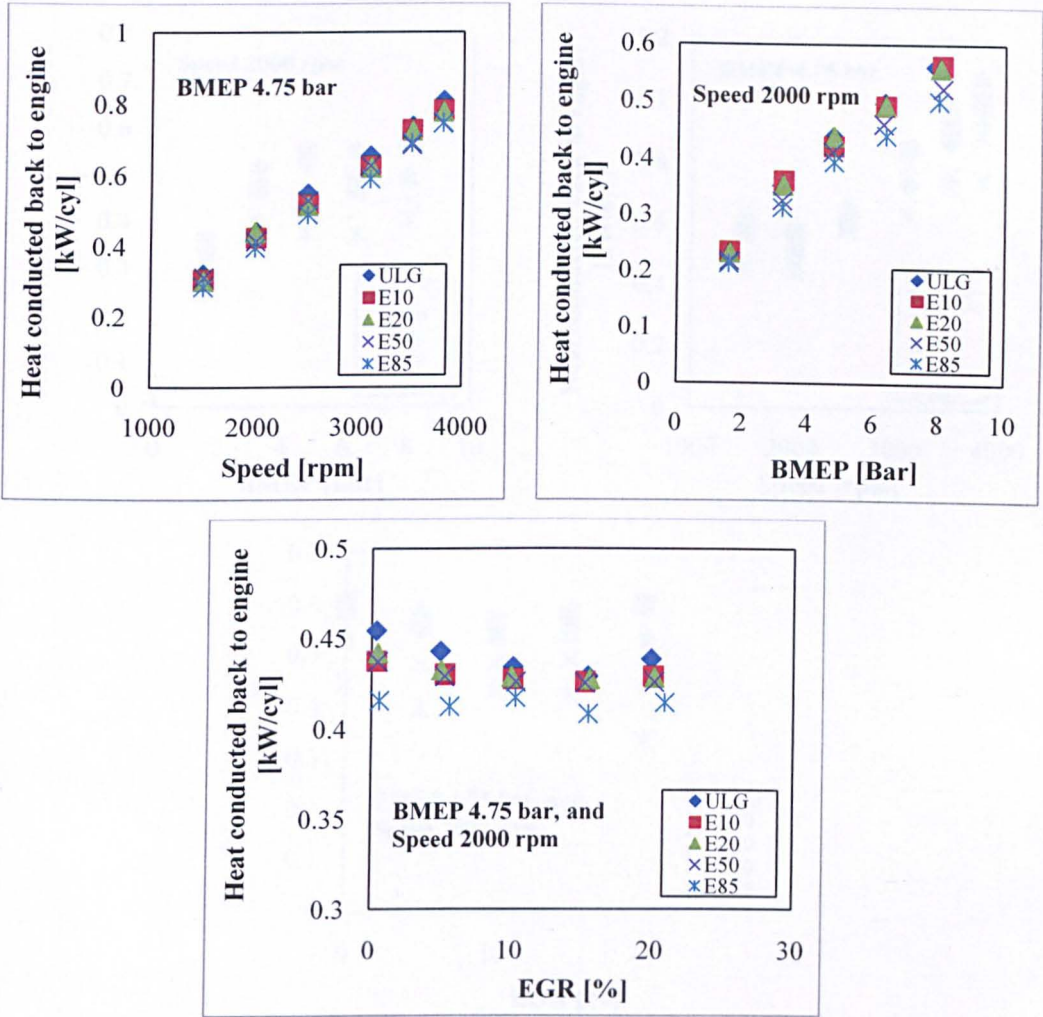 Heat conducted back to engine
[kW/cyl]
1
0.8
0.6
0.4
0.2
0
BMEP 4.75 bar
ULG
E10
E20
E50
E85
1000 2000 3000 4000
Speed [rpm]
Heat conducted back to engine
[kW/cyl]
0.6
0.5
0.4
0.3
0.2
0.1
0
Speed 2000 rpm
ULG
E10
E20
E50
E85
0 2 4 6 8 10
BMEP [Bar]
Heat conducted back to engine
[kW/cyl]
0.5
0.45
0.4
0.35
0.3
BMEP 4.75 bar, and
Speed 2000 rpm
ULG
E10
E20
E50
E85
0 10 20 30
EGR [%]